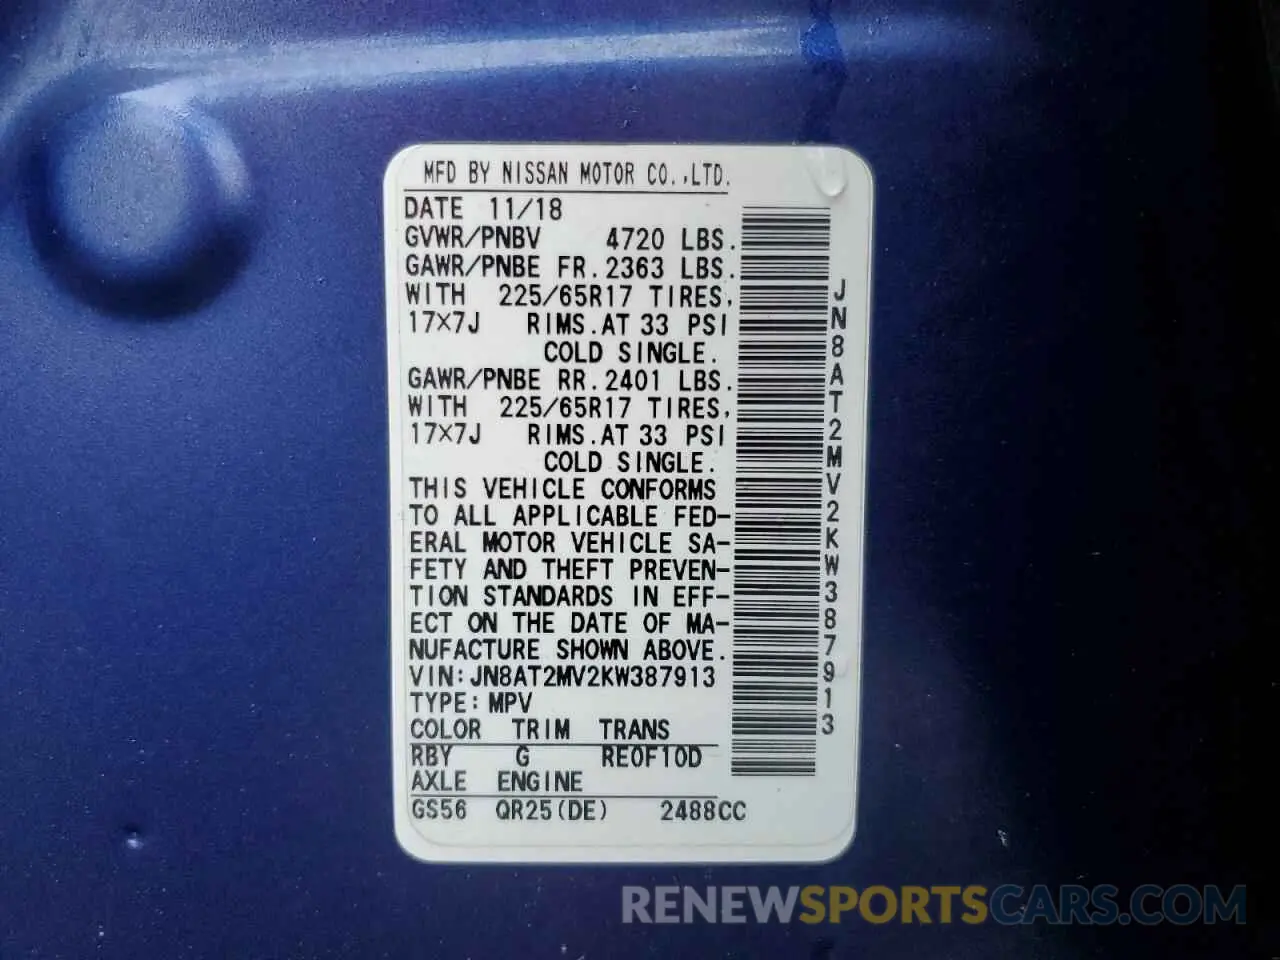 MFD BY NISSAN MOTOR CO.,LTD.
DATE 11/18
GVWR/PNBV 4720 LBS.
GAWR/PNBE FR.2363 LBS.
WITH 225/65R17 TIRES,
17×7J RIMS.AT 33 PSI
COLD SINGLE.
GAWR/PNBE RR.2401 LBS.
WITH 225/65R17 TIRES,
17×7J RIMS.AT 33 PSI
COLD SINGLE.
THIS VEHICLE CONFORMS
TO ALL APPLICABLE FED-
ERAL MOTOR VEHICLE SA-
FETY AND THEFT PREVEN-
TION STANDARDS IN EFF-
ECT ON THE DATE OF MA-
NUFACTURE SHOWN ABOVE.
VIN:JN8AT2MV2KW387913
TYPE:MPV
COLOR TRIM TRANS
RBY G RE0F10D
AXLE ENGINE
GS56 QR25(DE) 2488CC
JN8AT2MV2KW387913
RENEWSPORTSCARS.COM